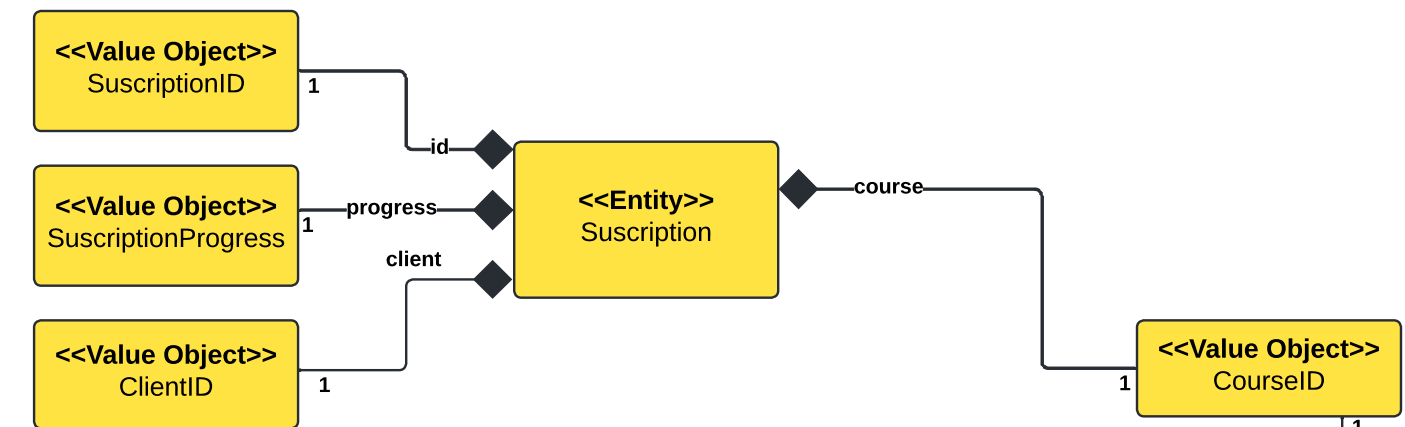 <<Value Object>>
SuscriptionID
1
id
<<Value Object>>
SuscriptionProgress
1
progress
client
<<Value Object>>
ClientID
1
<<Entity>>
Suscription
course
<<Value Object>>
CourseID
1
1